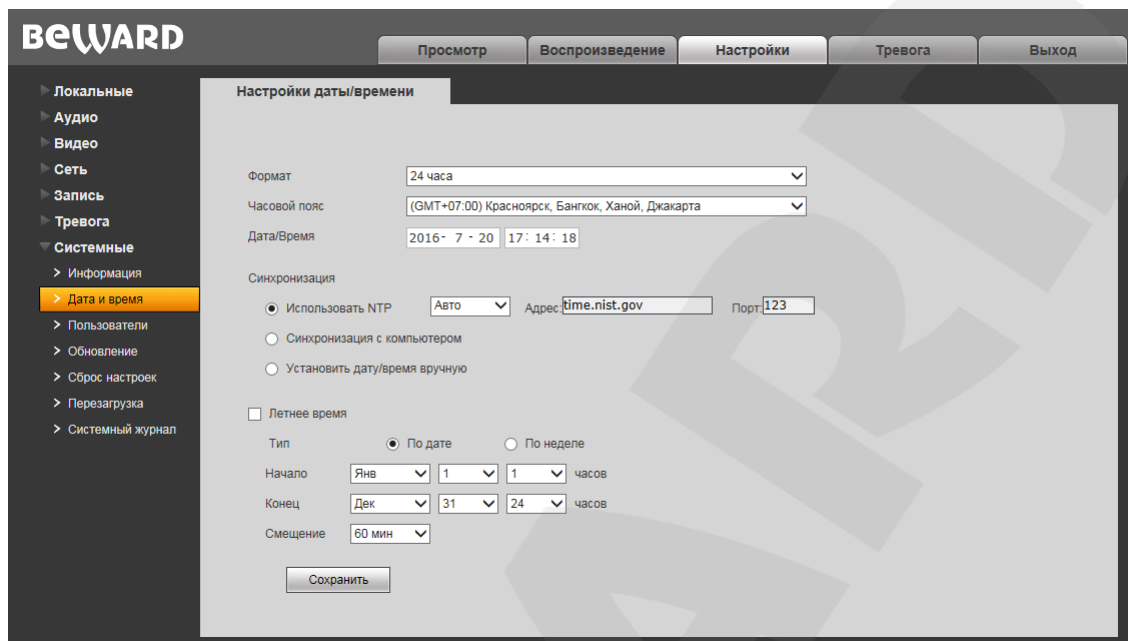 BEWARD
Просмотр Воспроизведение Настройки Тревога Выход
Локальные
Аудио
Видео
Сеть
Запись
Тревога
Системные
Информация
Дата и время
Пользователи
Обновление
Сброс настроек
Перезагрузка
Системный журнал
Настройки даты/времени
Формат 24 часа
Часовой пояс (GMT+07:00) Красноярск, Бангкок, Ханой, Джакарта
Дата/Время 2016- 7 - 20 17: 14: 18
Синхронизация
Использовать NTP Авто Адрес: time.nist.gov Порт: 123
Синхронизация с компьютером
Установить дату/время вручную
Летнее время
Тип По дате По неделе
Начало Янв 1 1 часов
Конец Дек 31 24 часов
Смещение 60 мин
Сохранить